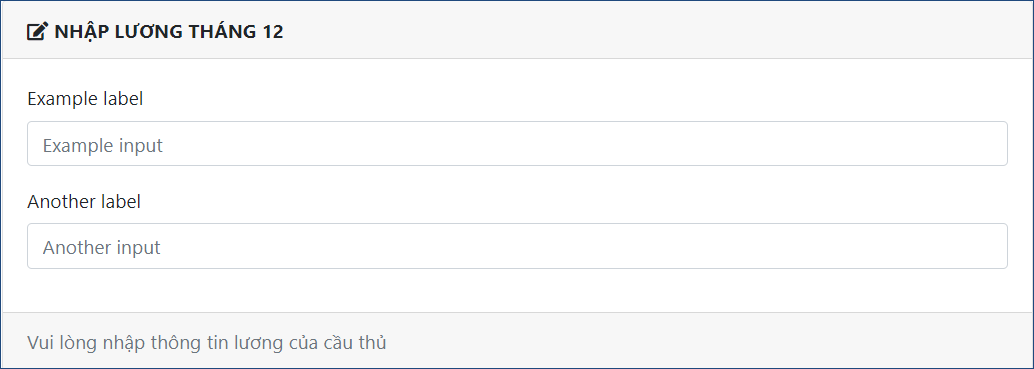 NHẬP LƯƠNG THÁNG 12
Example label
Example input
Another label
Another input
Vui lòng nhập thông tin lương của cầu thủ